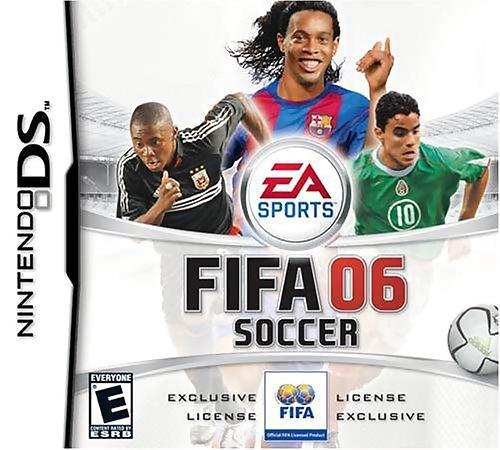 NINTENDO DS™
EA
SPORTS™
10
FIFA 06
SOCCER
EVERYONE
E
CONTENT RATED BY
ESRB
EXCLUSIVE
LICENSE
FIFA
Official FIFA Licensed Product
LICENSE
EXCLUSIVE